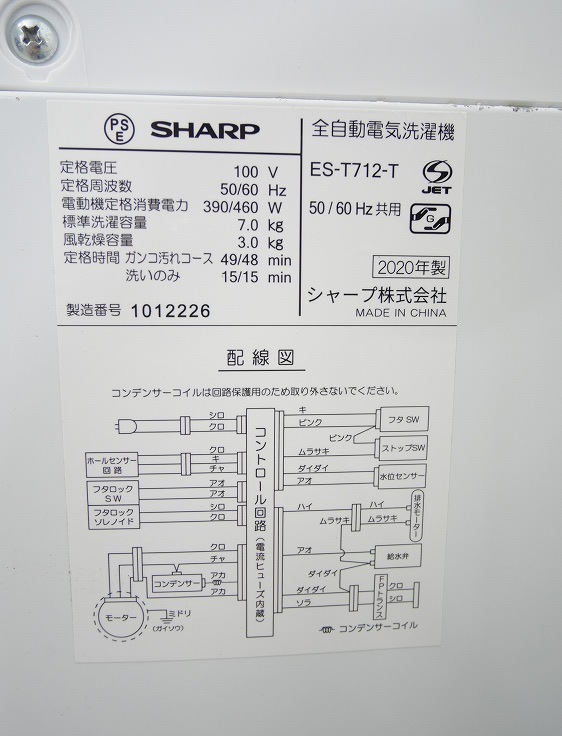 PS
E
SHARP
定格電圧 100 V
定格周波数 50/60 Hz
電動機定格消費電力 390/460 W
標準洗濯容量 7.0 kg
風乾燥容量 3.0 kg
定格時間 ガンコ汚れコース 49/48 min
洗いのみ 15/15 min
製造番号 1012226
全自動電気洗濯機
ES-T712-T
S
JET
50/60Hz共用
G
2020年製
シャープ株式会社
MADE IN CHINA
配線図
コンデンサーコイルは回路保護用のため取り外さないでください。
シロ
クロ
ホールセンサー
回路
クロ
キ
チャ
フタロック
SW
アオ
アオ
フタロック
ソレノイド
シロ
クロ
クロ
チャ
コンデンサー
アカ
アカ
モーター
ミドリ
(ガイソウ)
コントロール回路(電流ヒューズ内蔵)
キ
ピンク
フタSW
ピンク
ムラサキ
ストップSW
ダイダイ
アオ
水位センサー
ハイ
ハイ
ムラサキ
ムラサキ
排水モーター
アオ
給水弁
ダイダイ
ダイダイ
ソラ
FPトランス
クロ
シロ
コンデンサーコイル